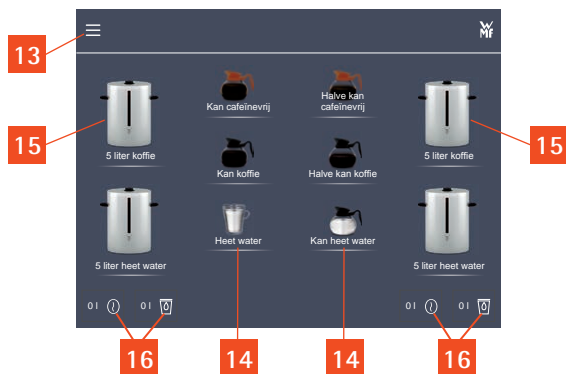 WMF
13
Kan cafeïnevrij
Halve kan
cafeïnevrij
15
15
5 liter koffie
Kan koffie
Halve kan koffie
5 liter koffie
5 liter heet water
Heet water
Kan heet water
5 liter heet water
0 l
0 l
0 l
0 l
16
14
14
16